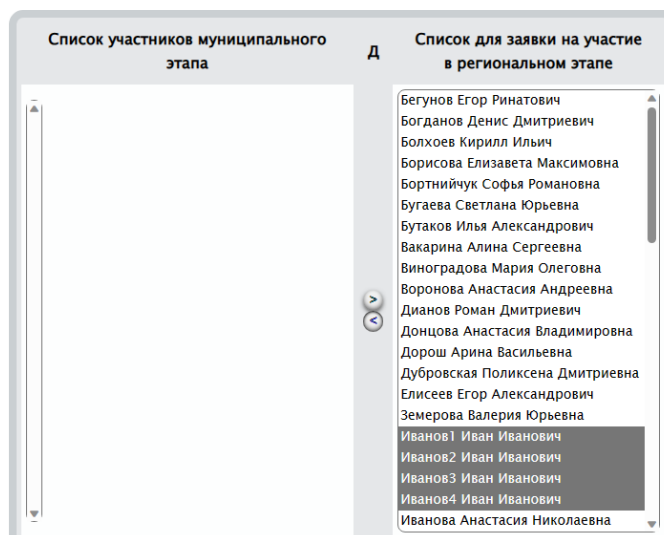 Список участников муниципального
этапа
Д
Список для заявки на участие
в региональном этапе
Бегунов Егор Ринатович
Богданов Денис Дмитриевич
Болхоев Кирилл Ильич
Борисова Елизавета Максимовна
Бортнийчук Софья Романовна
Бугаева Светлана Юрьевна
Бутаков Илья Александрович
Вакарина Алина Сергеевна
Виноградова Мария Олеговна
Воронова Анастасия Андреевна
Дианов Роман Дмитриевич
Донцова Анастасия Владимировна
Дорош Арина Васильевна
Дубровская Поликсена Дмитриевна
Елисеев Егор Александрович
Земерова Валерия Юрьевна
Иванов1 Иван Иванович
Иванов2 Иван Иванович
Иванов3 Иван Иванович
Иванов4 Иван Иванович
Иванова Анастасия Николаевна
>
<